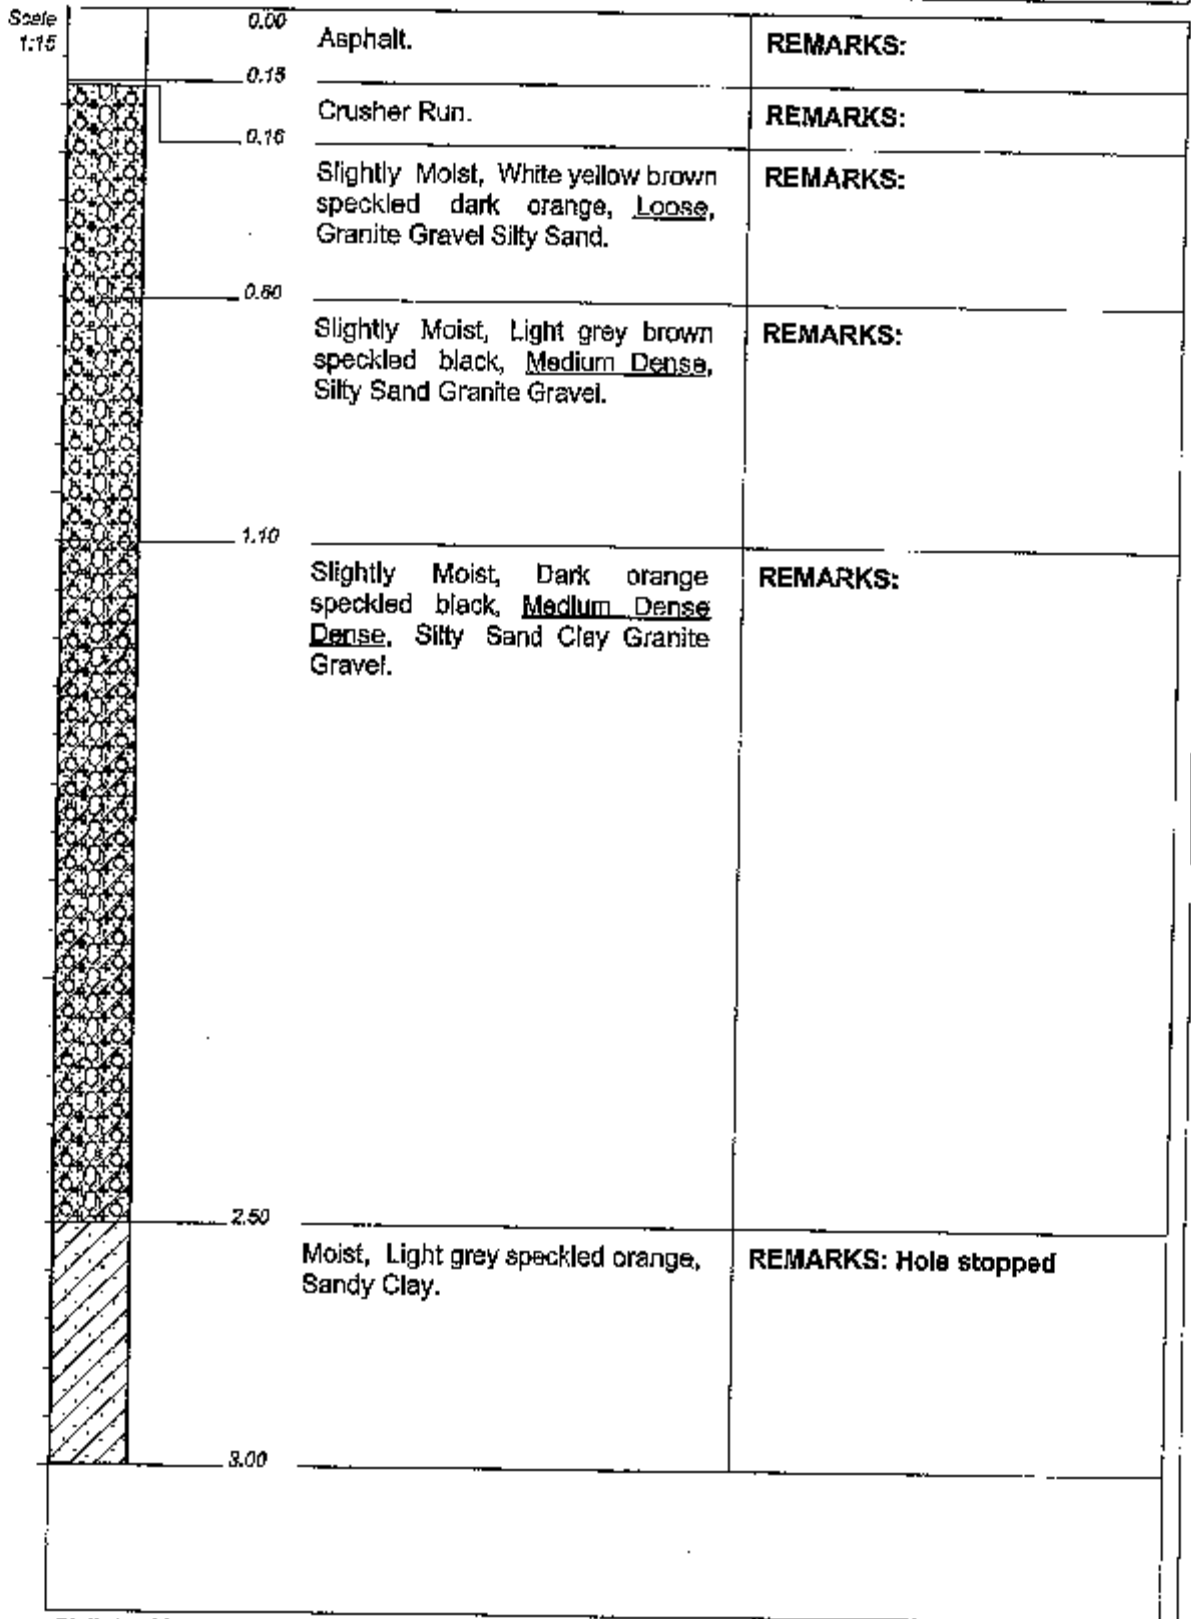 Scale
1:15
0.00
Asphalt.
REMARKS:
0.15
Crusher Run.
REMARKS:
0.16
Slightly Moist, White yellow brown
speckled dark orange, Loose,
Granite Gravel Silty Sand.
REMARKS:
0.60
Slightly Moist, Light grey brown
speckled black, Medium Dense,
Silty Sand Granite Gravel.
REMARKS:
1.10
Slightly Moist, Dark orange
speckled black, Medium Dense
Dense, Silty Sand Clay Granite
Gravel.
REMARKS:
2.50
Moist, Light grey speckled orange,
Sandy Clay.
REMARKS: Hole stopped
3.00